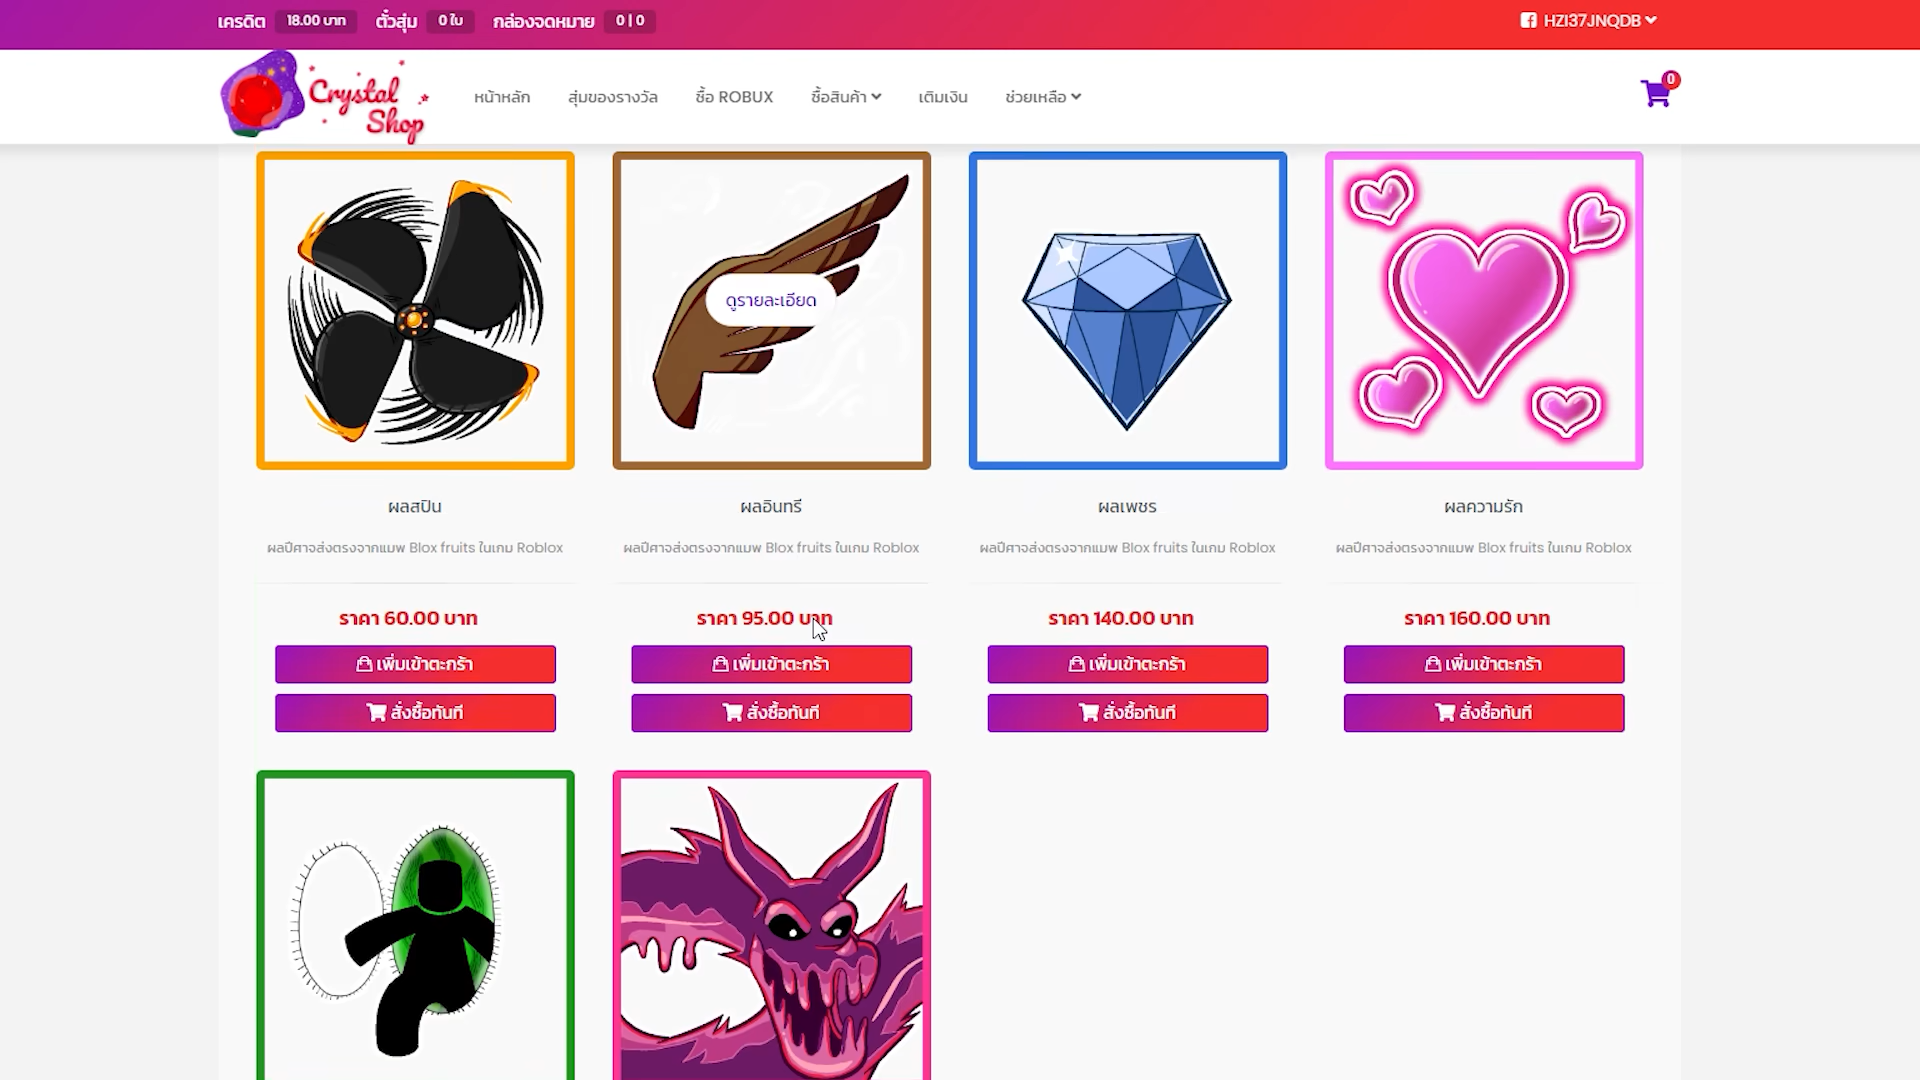 เครดิต 18.00 บาท ตั๋วสุ่ม 0 ใบ กล่องจดหมาย 0 | 0 HZI37JNQDB
Crystal
Shop
หน้าหลัก สุ่มของรางวัล ซื้อ ROBUX ซื้อสินค้า เติมเงิน ช่วยเหลือ 0
ดูรายละเอียด
ผลสปิน ผลอินทรี ผลเพชร ผลความรัก
ผลปีศาจส่งตรงจากแมพ Blox fruits ในเกม Roblox ผลปีศาจส่งตรงจากแมพ Blox fruits ในเกม Roblox ผลปีศาจส่งตรงจากแมพ Blox fruits ในเกม Roblox ผลปีศาจส่งตรงจากแมพ Blox fruits ในเกม Roblox
ราคา 60.00 บาท ราคา 95.00 บาท ราคา 140.00 บาท ราคา 160.00 บาท
เพิ่มเข้าตะกร้า เพิ่มเข้าตะกร้า เพิ่มเข้าตะกร้า เพิ่มเข้าตะกร้า
สั่งซื้อทันที สั่งซื้อทันที สั่งซื้อทันที สั่งซื้อทันที